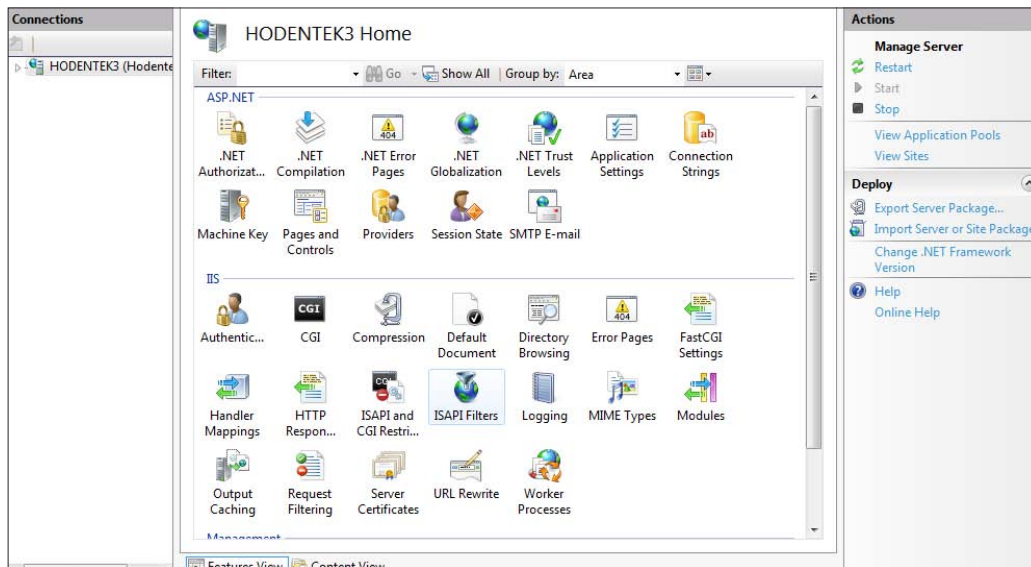 Connections
HODENTEK3 (Hodente
HODENTEK3 Home
Filter:
Go
Show All
Group by: Area
ASP.NET
.NET Authorizat...
.NET Compilation
.NET Error Pages
.NET Globalization
.NET Trust Levels
Application Settings
Connection Strings
Machine Key
Pages and Controls
Providers
Session State
SMTP E-mail
IIS
Authentic...
CGI
Compression
Default Document
Directory Browsing
Error Pages
FastCGI Settings
Handler Mappings
HTTP Respon...
ISAPI and CGI Restri...
ISAPI Filters
Logging
MIME Types
Modules
Output Caching
Request Filtering
Server Certificates
URL Rewrite
Worker Processes
Management
Features View
Content View
Actions
Manage Server
Restart
Start
Stop
View Application Pools
View Sites
Deploy
Export Server Package...
Import Server or Site Package
Change .NET Framework
Version
Help
Online Help